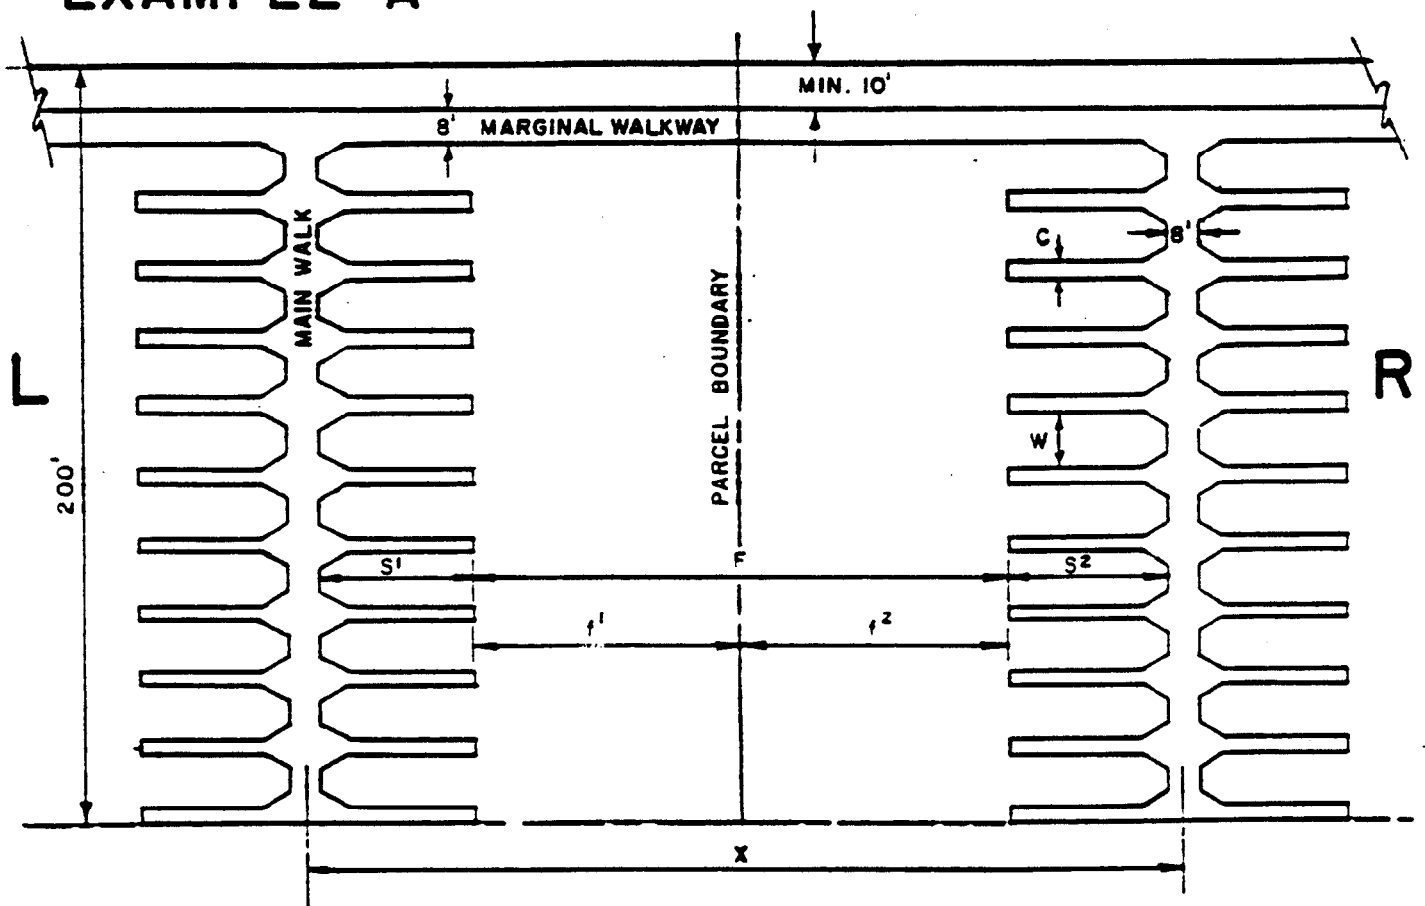 EXAMPLE A
MIN. 10'
8' MARGINAL WALKWAY
MAIN WALK
C
8'
L
PARCEL BOUNDARY
R
W
200'
S¹
F
S²
f¹
f²
X